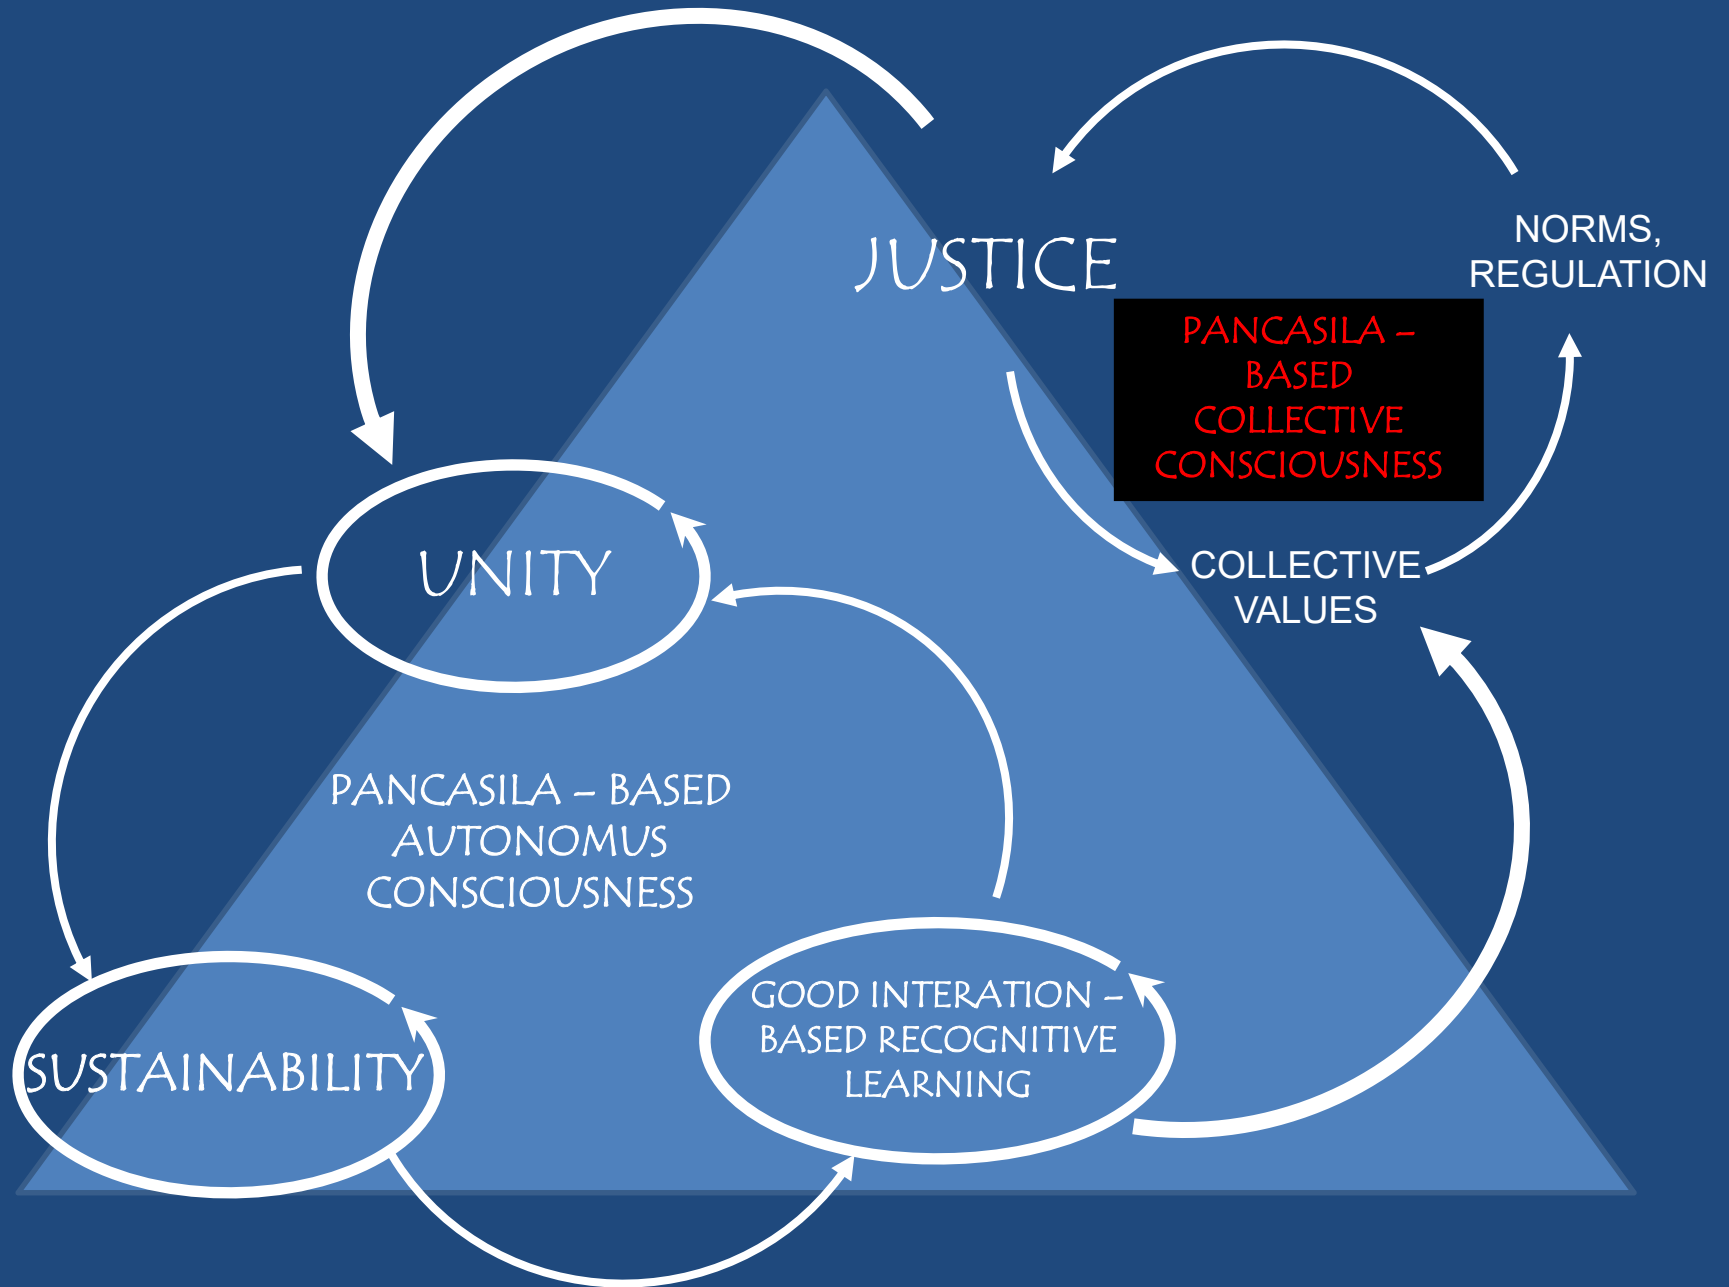 JUSTICE
NORMS,
REGULATION
PANCASILA –
BASED
COLLECTIVE
CONSCIOUSNESS
UNITY
COLLECTIVE
VALUES
PANCASILA – BASED
AUTONOMUS
CONSCIOUSNESS
SUSTAINABILITY
GOOD INTERATION –
BASED RECOGNITIVE
LEARNING